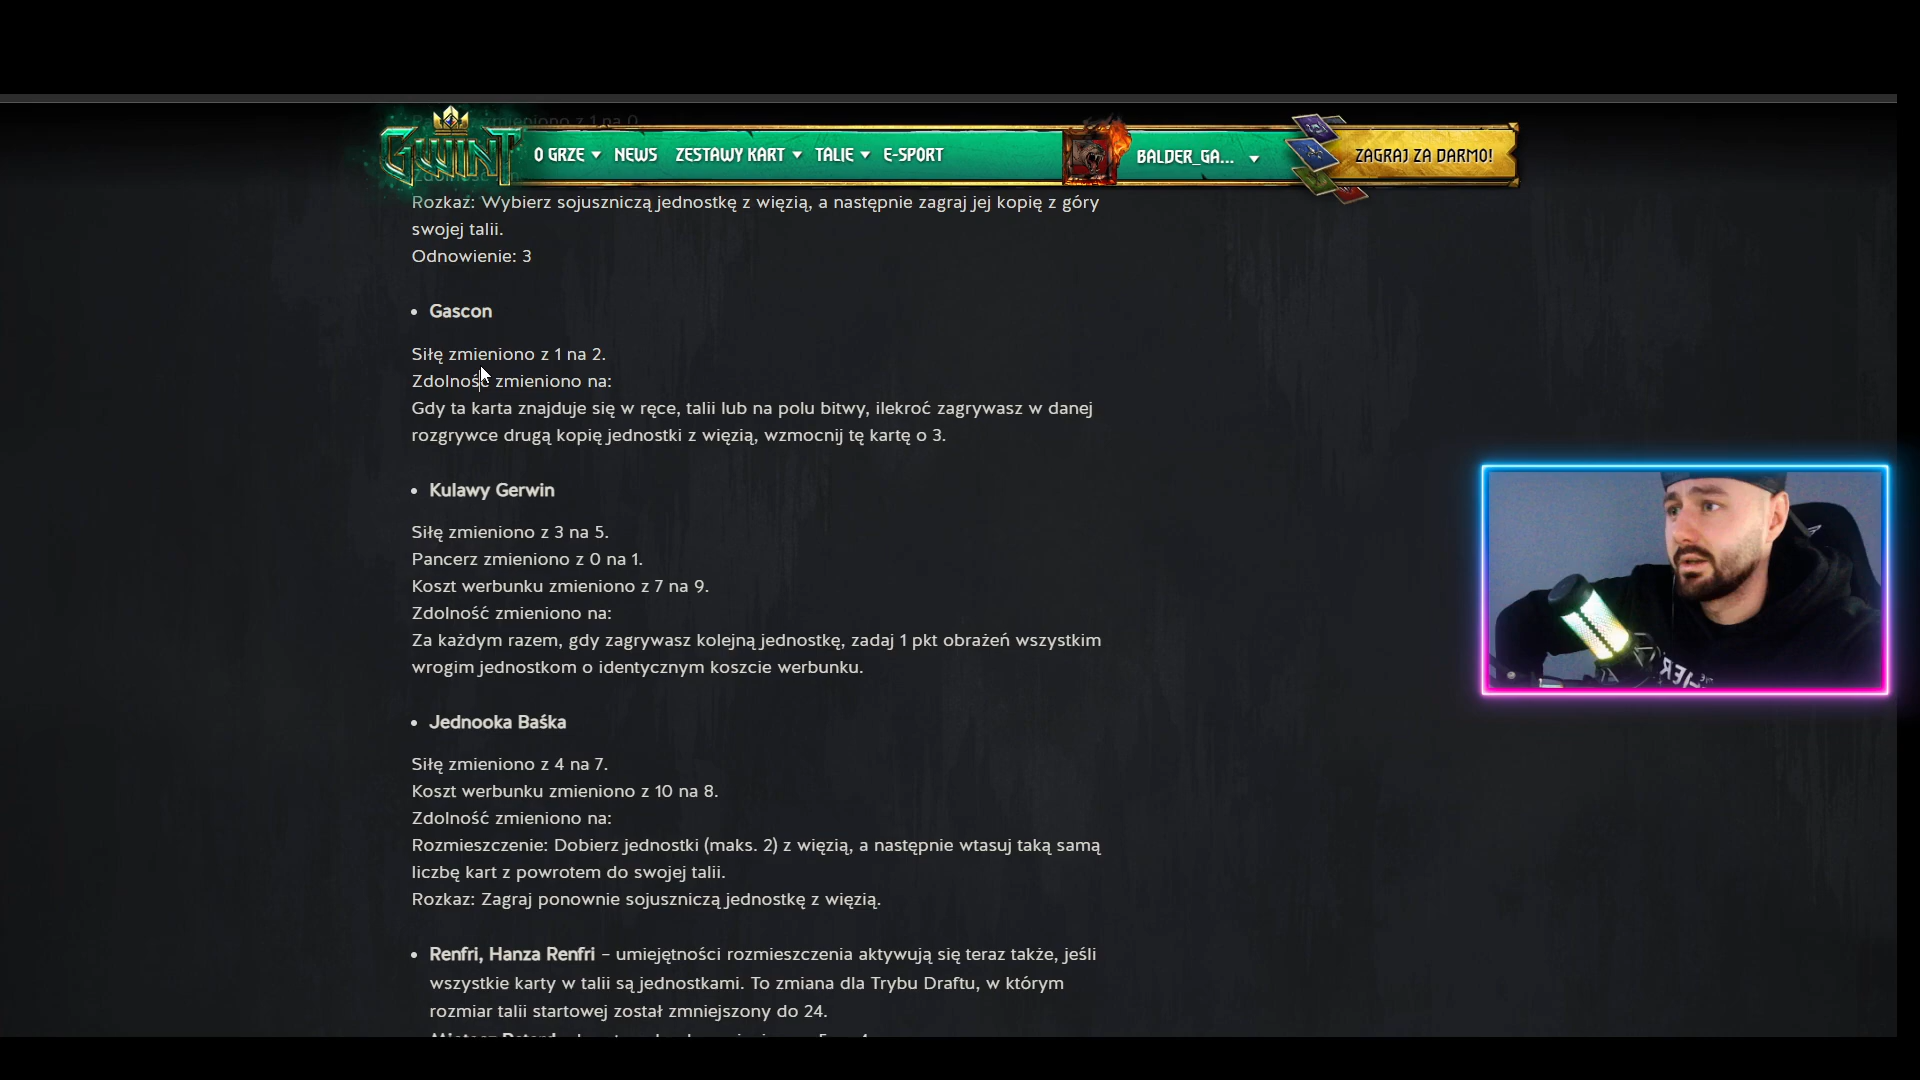 GWINT
O GRZE
NEWS
ZESTAWY KART
TALIE
E-SPORT
BALDER_GA...
ZAGRAJ ZA DARMO!
Rozkaz: Wybierz sojuszniczą jednostkę z więzią, a następnie zagraj jej kopię z góry
swojej talii.
Odnowienie: 3
• Gascon
Siłę zmieniono z 1 na 2.
Zdolność zmieniono na:
Gdy ta karta znajduje się w ręce, talii lub na polu bitwy, ilekroć zagrywasz w danej
rozgrywce drugą kopię jednostki z więzią, wzmocnij tę kartę o 3.
• Kulawy Gerwin
Siłę zmieniono z 3 na 5.
Pancerz zmieniono z 0 na 1.
Koszt werbunku zmieniono z 7 na 9.
Zdolność zmieniono na:
Za każdym razem, gdy zagrywasz kolejną jednostkę, zadaj 1 pkt obrażeń wszystkim
wrogim jednostkom o identycznym koszcie werbunku.
• Jednooka Baśka
Siłę zmieniono z 4 na 7.
Koszt werbunku zmieniono z 10 na 8.
Zdolność zmieniono na:
Rozmieszczenie: Dobierz jednostki (maks. 2) z więzią, a następnie wtasuj taką samą
liczbę kart z powrotem do swojej talii.
Rozkaz: Zagraj ponownie sojuszniczą jednostkę z więzią.
• Renfri, Hanza Renfri – umiejętności rozmieszczenia aktywują się teraz także, jeśli
wszystkie karty w talii są jednostkami. To zmiana dla Trybu Draftu, w którym
rozmiar talii startowej został zmniejszony do 24.